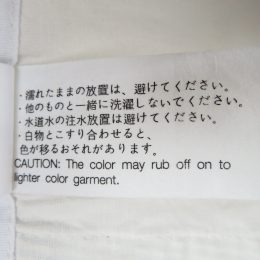 ・濡れたままの放置は、避けてください。
・他のものと一緒に洗濯しないでください。
・水道水の注水放置は避けてください。
・白物とこすり合わせると、
色が移るおそれがあります。
CAUTION: The color may rub off on to
lighter color garment.